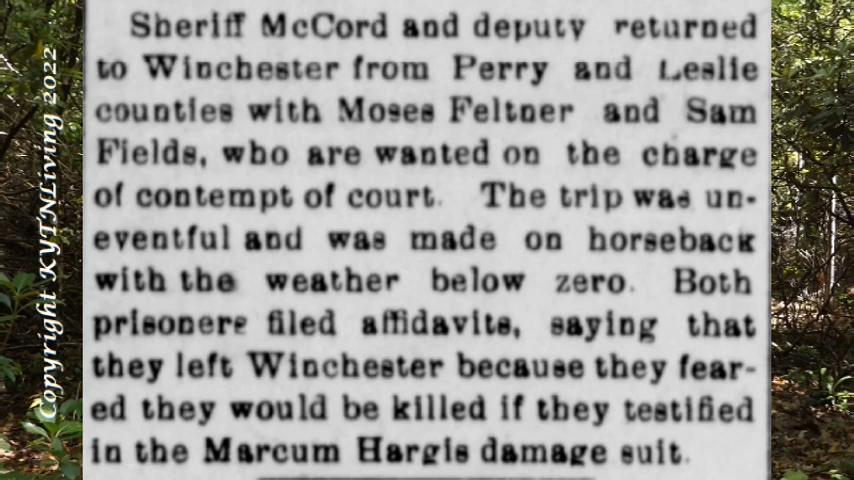 Sheriff McCord and deputy returned
to Winchester from Perry and Leslie
counties with Moses Feltner and Sam
Fields, who are wanted on the charge
of contempt of court. The trip was un-
eventful and was made on horseback
with the weather below zero. Both
prisoners filed affidavits, saying that
they left Winchester because they fear-
ed they would be killed if they testified
in the Marcum Hargis damage suit.
Copyright KYTNLiving 2022